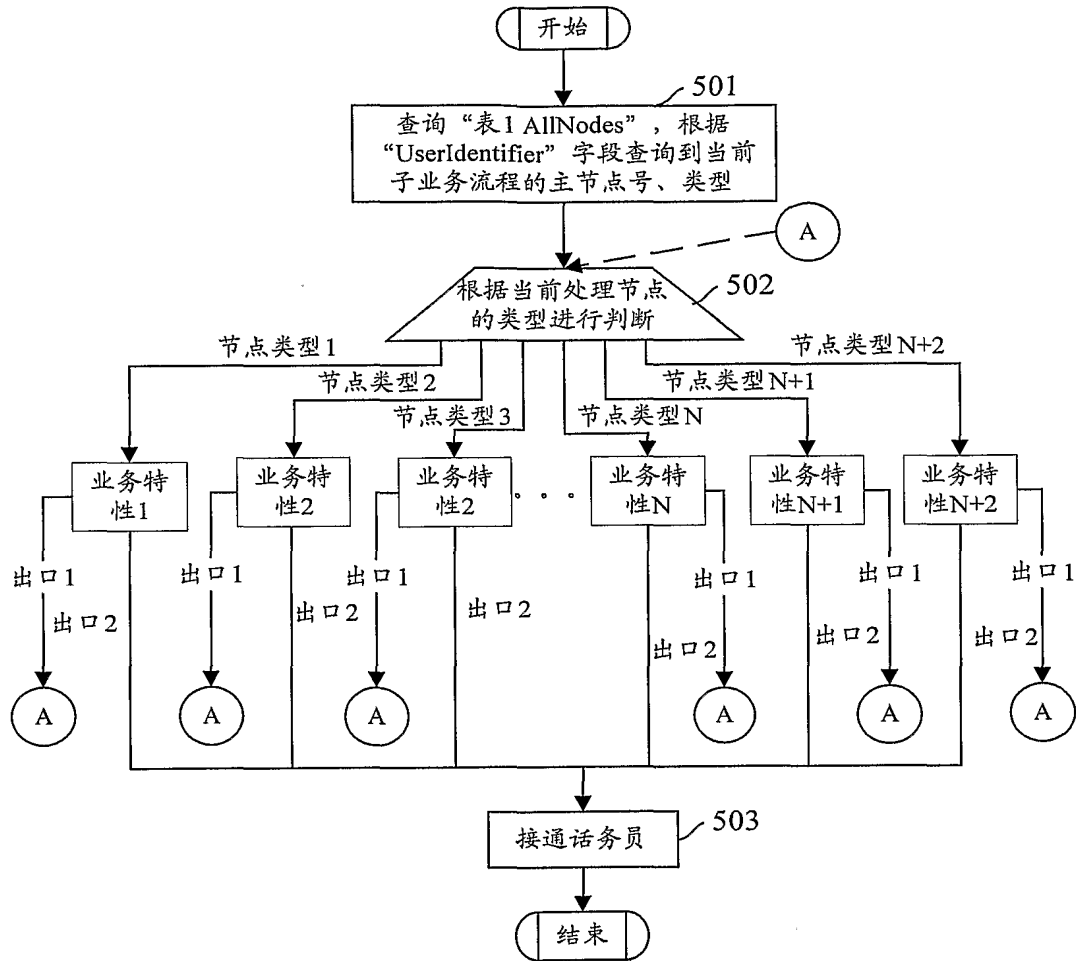 开始
501
查询“表1 AllNodes”，根据
“UserIdentifier”字段查询到当前
子业务流程的主节点号、类型
A
根据当前处理节点
的类型进行判断
502
节点类型1
节点类型2
节点类型3
节点类型N
节点类型N+1
节点类型N+2
业务特
性1
业务特
性2
业务特
性2
。。。
业务特
性N
业务特
性N+1
业务特
性N+2
出口1
出口1
出口1
出口1
出口1
出口1
出口2
出口2
出口2
出口2
出口2
出口2
A
A
A
A
A
A
接通话务员
503
结束